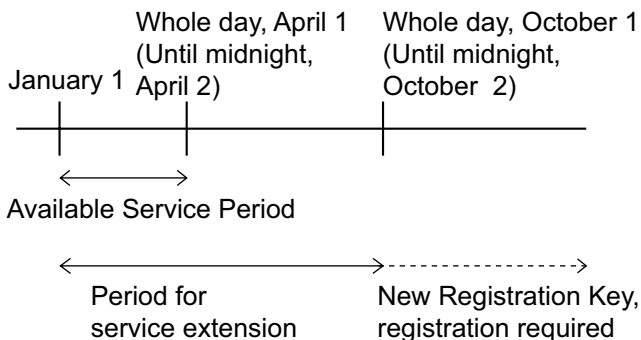 Whole day, April 1
(Until midnight,
April 2)
Whole day, October 1
(Until midnight,
October 2)
January 1
Available Service Period
Period for
service extension
New Registration Key,
registration required